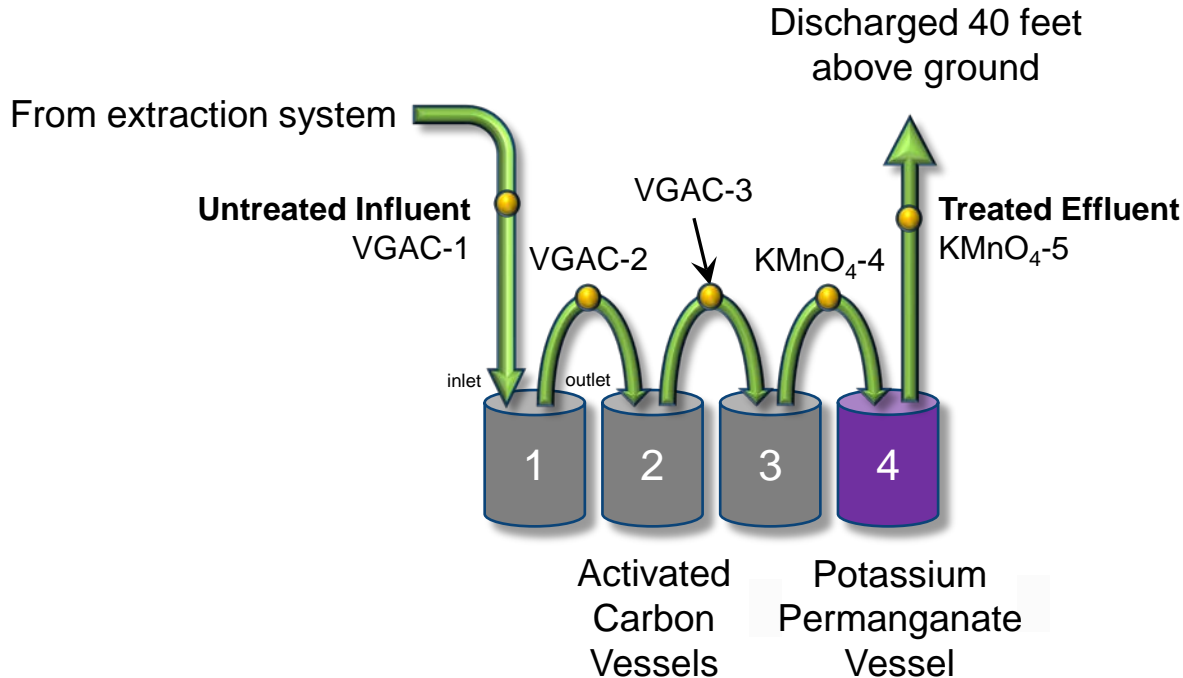 Discharged 40 feet
above ground
From extraction system
Untreated Influent
VGAC-1
VGAC-2
VGAC-3
KMnO₄-4
Treated Effluent
KMnO₄-5
inlet
outlet
1
2
3
4
Activated
Carbon
Vessels
Potassium
Permanganate
Vessel